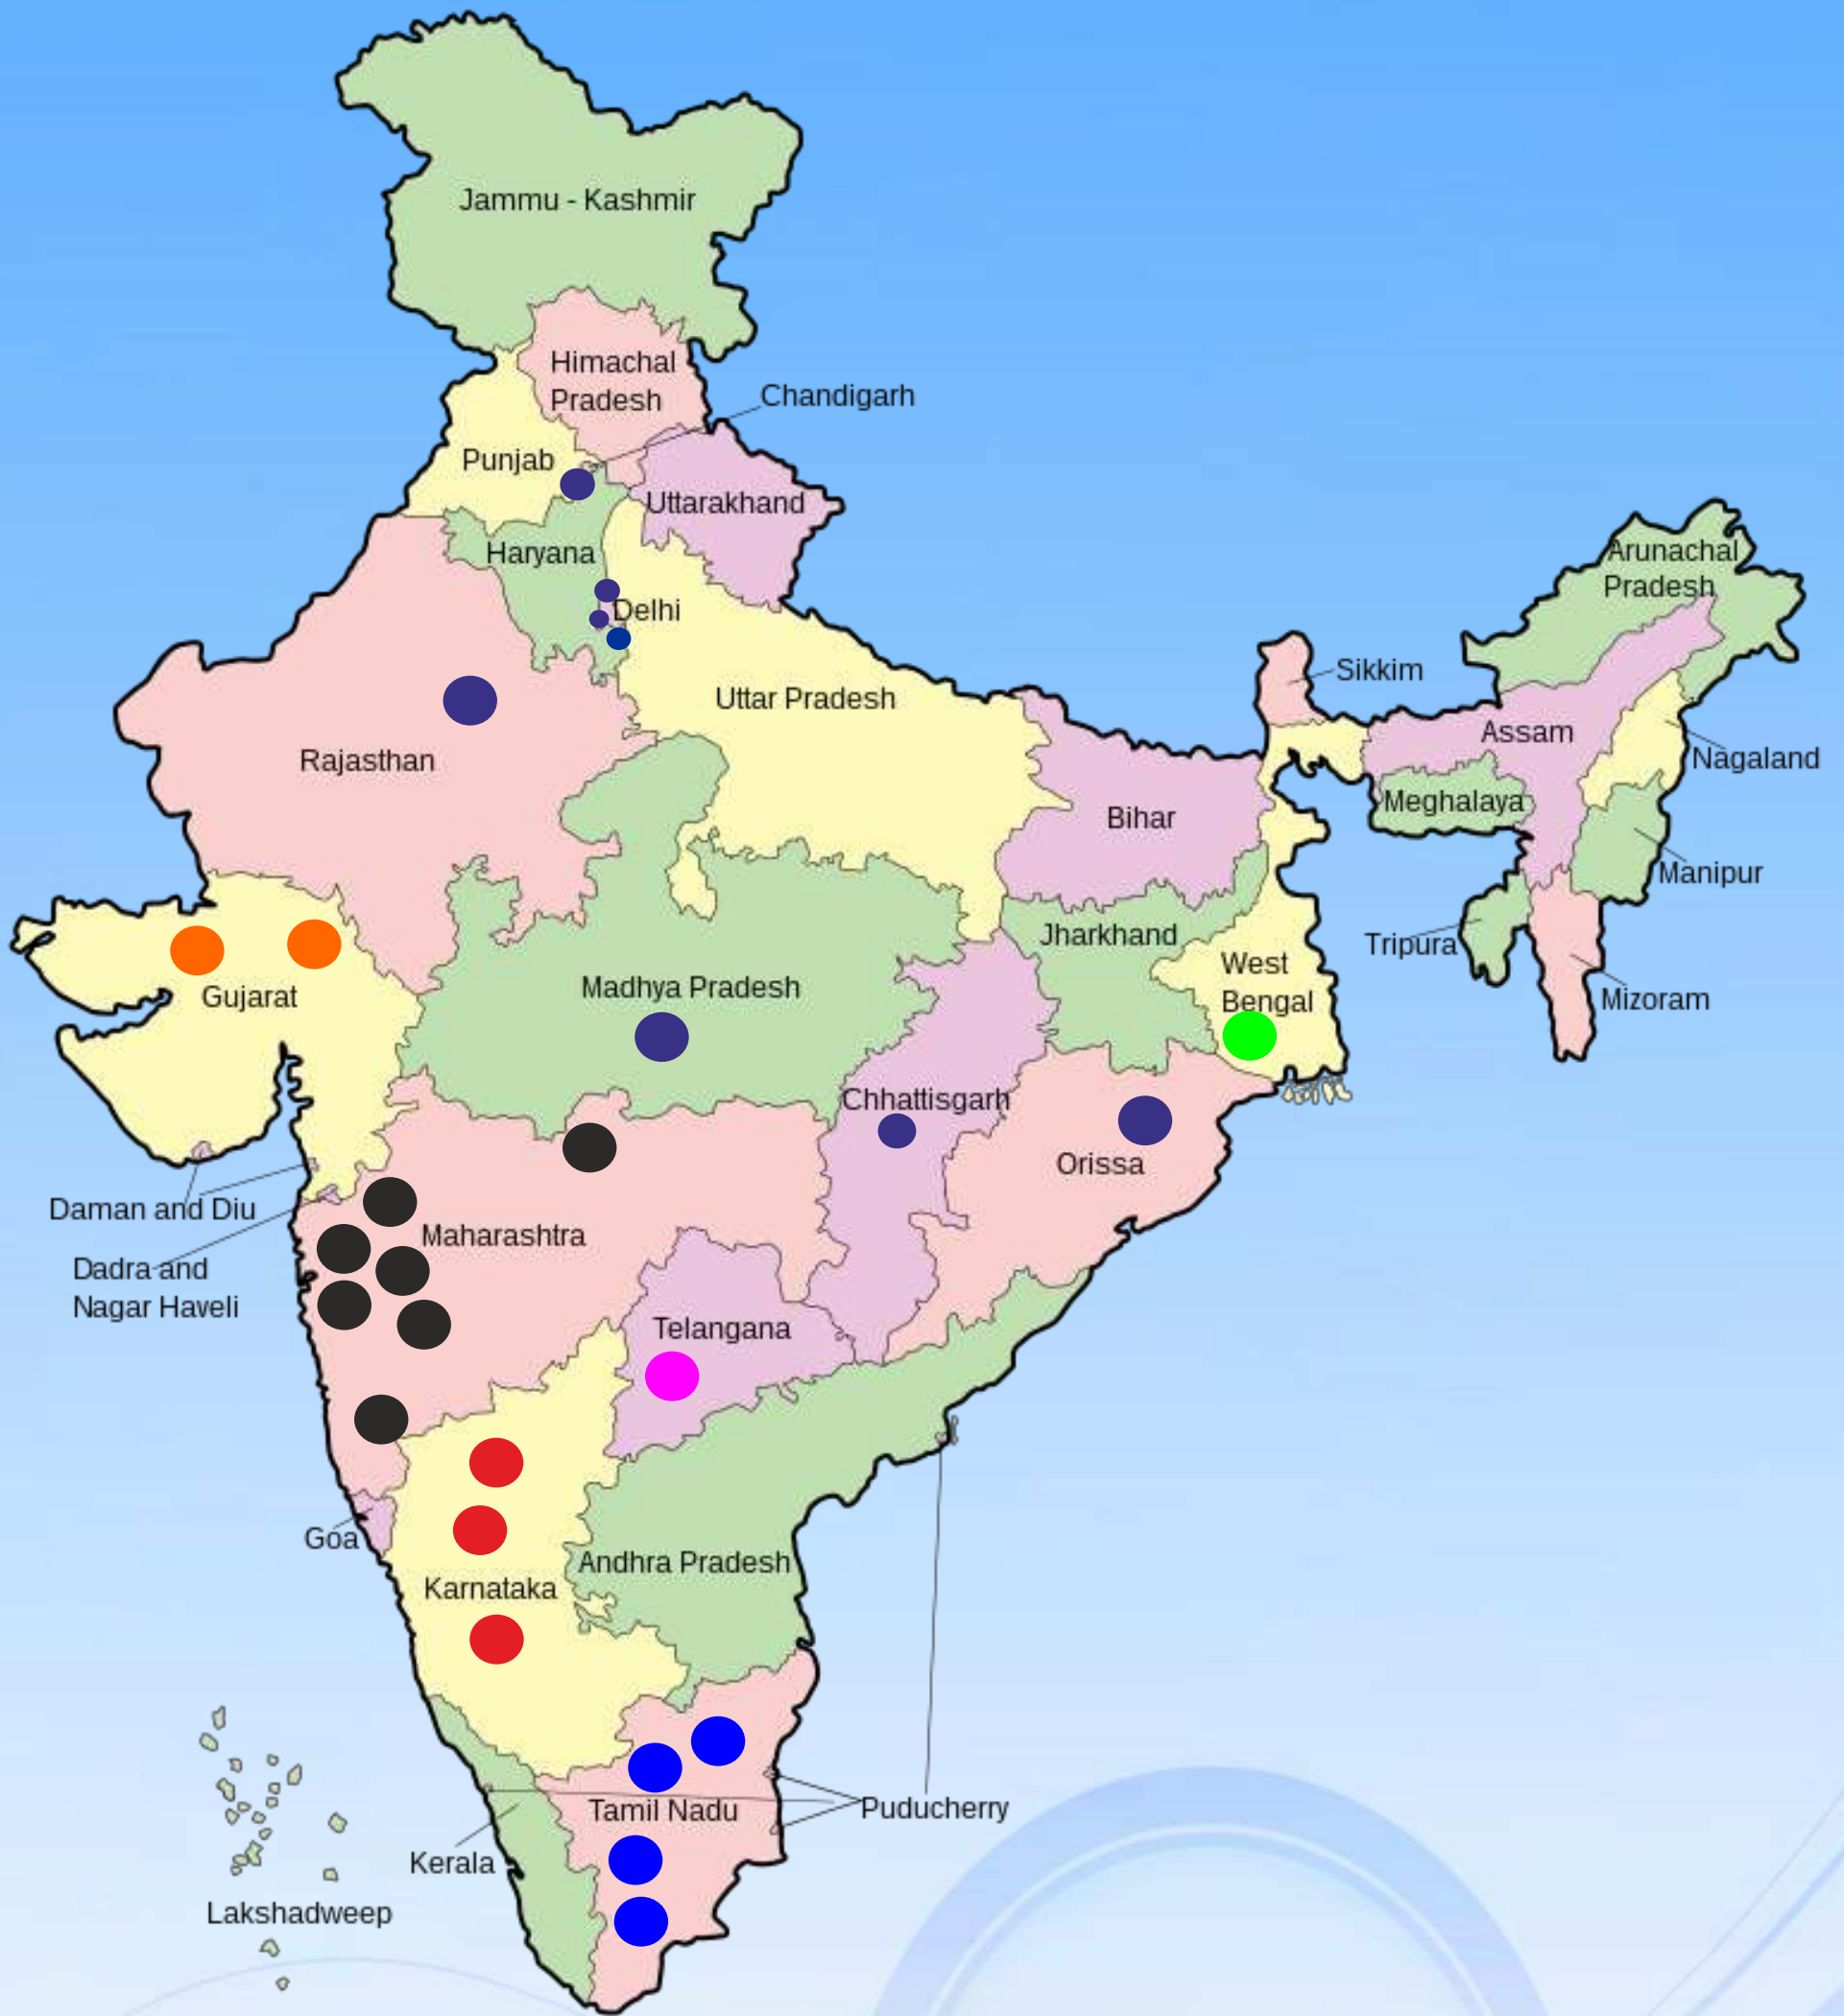 Jammu - Kashmir
Himachal
Pradesh
Chandigarh
Punjab
Uttarakhand
Haryana
Delhi
Arunachal
Pradesh
Sikkim
Uttar Pradesh
Assam
Rajasthan
Nagaland
Meghalaya
Bihar
Manipur
Jharkhand
Tripura
West
Bengal
Madhya Pradesh
Gujarat
Mizoram
Chhattisgarh
Orissa
Daman and Diu
Maharashtra
Dadra and
Nagar Haveli
Telangana
Goa
Andhra Pradesh
Karnataka
Tamil Nadu
Puducherry
Kerala
Lakshadweep